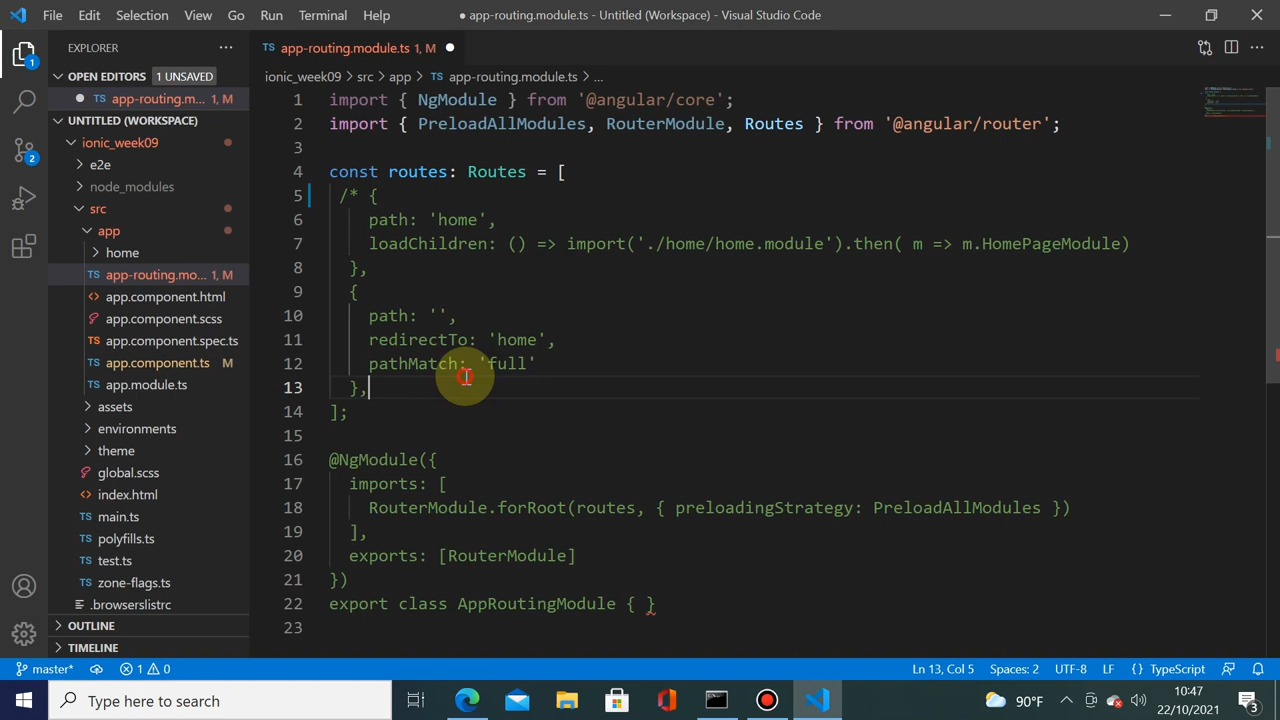 File Edit Selection View Go Run Terminal Help
● app-routing.module.ts - Untitled (Workspace) - Visual Studio Code
EXPLORER
OPEN EDITORS 1 UNSAVED
app-routing.m... 1, M
UNTITLED (WORKSPACE)
ionic_week09
e2e
node_modules
src
app
home
app-routing.mo... 1, M
app.component.html
app.component.scss
app.component.spec.ts
app.component.ts M
app.module.ts
assets
environments
theme
global.scss
index.html
main.ts
polyfills.ts
test.ts
zone-flags.ts
.browserslistrc
OUTLINE
TIMELINE
1
2
TS app-routing.module.ts 1, M ●
ionic_week09 > src > app > TS app-routing.module.ts > ...
1 import { NgModule } from '@angular/core';
2 import { PreloadAllModules, RouterModule, Routes } from '@angular/router';
3
4 const routes: Routes = [
5 /* {
6 path: 'home',
7 loadChildren: () => import('./home/home.module').then( m => m.HomePageModule)
8 },
9 {
10 path: '',
11 redirectTo: 'home',
12 pathMatch: 'full'
13 },
14 ];
15
16 @NgModule({
17 imports: [
18 RouterModule.forRoot(routes, { preloadingStrategy: PreloadAllModules })
19 ],
20 exports: [RouterModule]
21 })
22 export class AppRoutingModule { }
23
master* 1 0 Ln 13, Col 5 Spaces: 2 UTF-8 LF {} TypeScript
Type here to search 90°F 10:47
22/10/2021 3